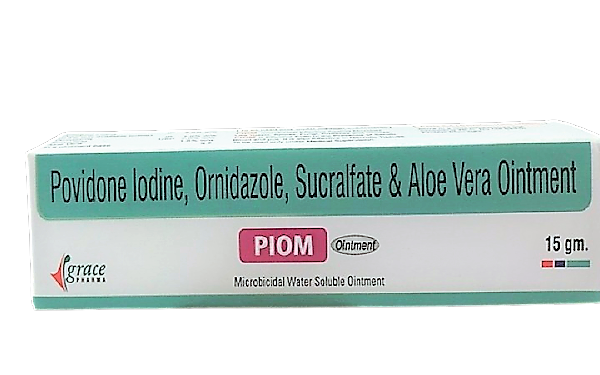 Povidone Iodine, Ornidazole, Sucralfate & Aloe Vera Ointment
PIOM Ointment
15 gm.
grace
PHARMA
Microbicidal Water Soluble Ointment